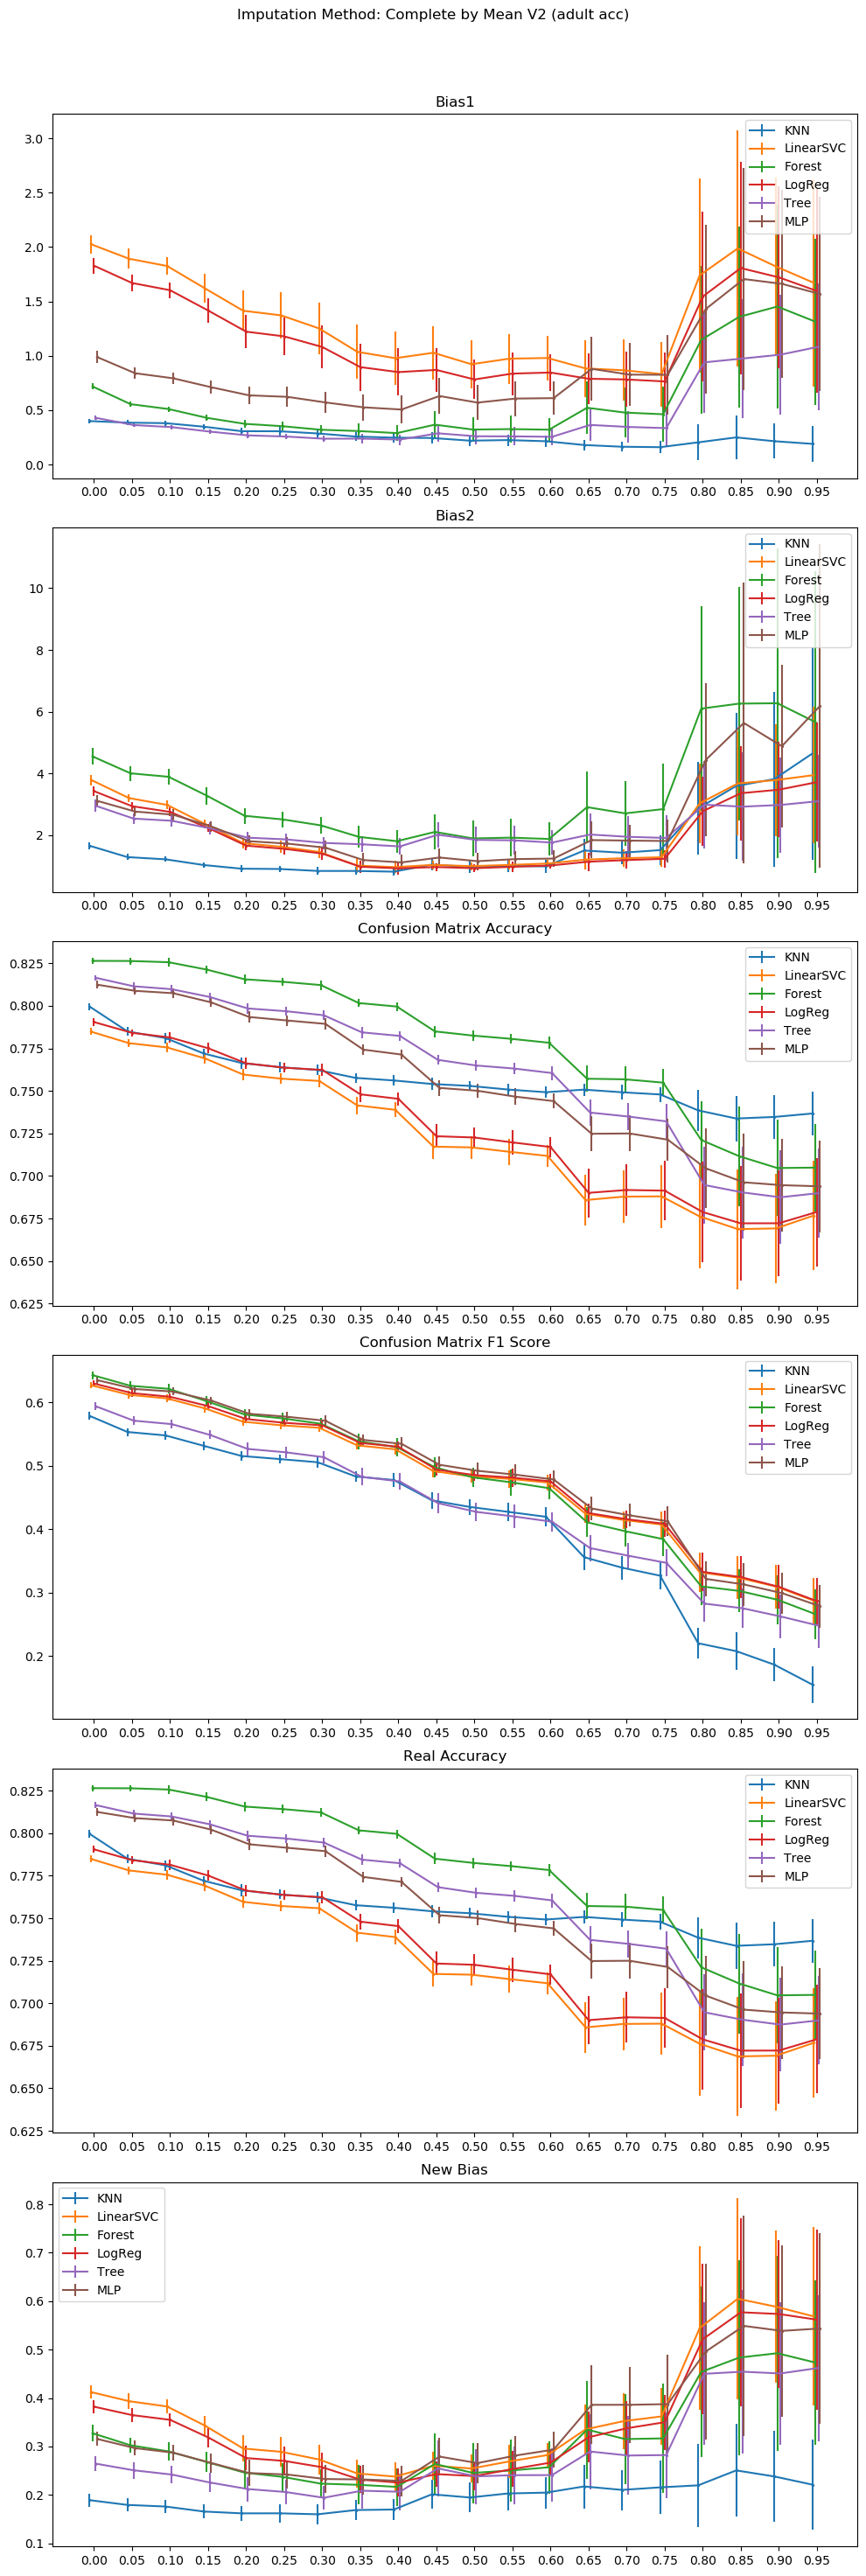 Imputation Method: Complete by Mean V2 (adult acc)
Bias1
3.0
2.5
2.0
1.5
1.0
0.5
0.0
KNN
LinearSVC
Forest
LogReg
Tree
MLP
0.00 0.05 0.10 0.15 0.20 0.25 0.30 0.35 0.40 0.45 0.50 0.55 0.60 0.65 0.70 0.75 0.80 0.85 0.90 0.95
Bias2
10
8
6
4
2
KNN
LinearSVC
Forest
LogReg
Tree
MLP
0.00 0.05 0.10 0.15 0.20 0.25 0.30 0.35 0.40 0.45 0.50 0.55 0.60 0.65 0.70 0.75 0.80 0.85 0.90 0.95
Confusion Matrix Accuracy
0.825
0.800
0.775
0.750
0.725
0.700
0.675
0.650
0.625
KNN
LinearSVC
Forest
LogReg
Tree
MLP
0.00 0.05 0.10 0.15 0.20 0.25 0.30 0.35 0.40 0.45 0.50 0.55 0.60 0.65 0.70 0.75 0.80 0.85 0.90 0.95
Confusion Matrix F1 Score
0.6
0.5
0.4
0.3
0.2
KNN
LinearSVC
Forest
LogReg
Tree
MLP
0.00 0.05 0.10 0.15 0.20 0.25 0.30 0.35 0.40 0.45 0.50 0.55 0.60 0.65 0.70 0.75 0.80 0.85 0.90 0.95
Real Accuracy
0.825
0.800
0.775
0.750
0.725
0.700
0.675
0.650
0.625
KNN
LinearSVC
Forest
LogReg
Tree
MLP
0.00 0.05 0.10 0.15 0.20 0.25 0.30 0.35 0.40 0.45 0.50 0.55 0.60 0.65 0.70 0.75 0.80 0.85 0.90 0.95
New Bias
0.8
0.7
0.6
0.5
0.4
0.3
0.2
0.1
KNN
LinearSVC
Forest
LogReg
Tree
MLP
0.00 0.05 0.10 0.15 0.20 0.25 0.30 0.35 0.40 0.45 0.50 0.55 0.60 0.65 0.70 0.75 0.80 0.85 0.90 0.95